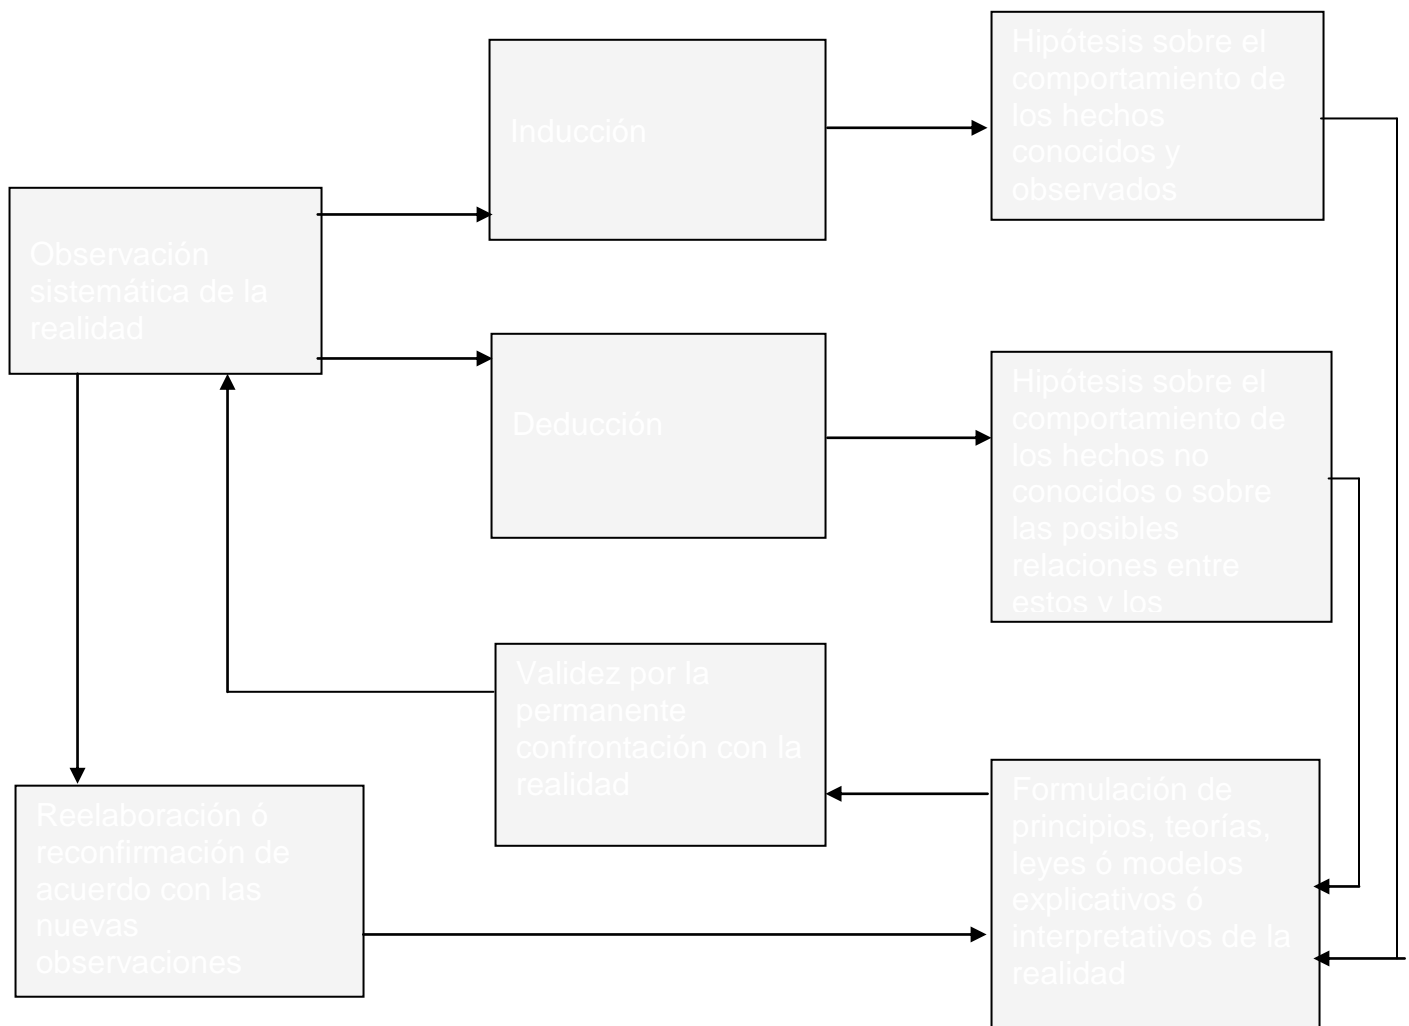 Hipótesis sobre el
comportamiento de
los hechos
conocidos y
observados
Inducción
Observación
sistemática de la
realidad
Deducción
Hipótesis sobre el
comportamiento de
los hechos no
conocidos o sobre
las posibles
relaciones entre
estos y los
Validez por la
permanente
confrontación con la
realidad
Formulación de
principios, teorías,
leyes ó modelos
explicativos ó
interpretativos de la
realidad
Reelaboración ó
reconfirmación de
acuerdo con las
nuevas
observaciones